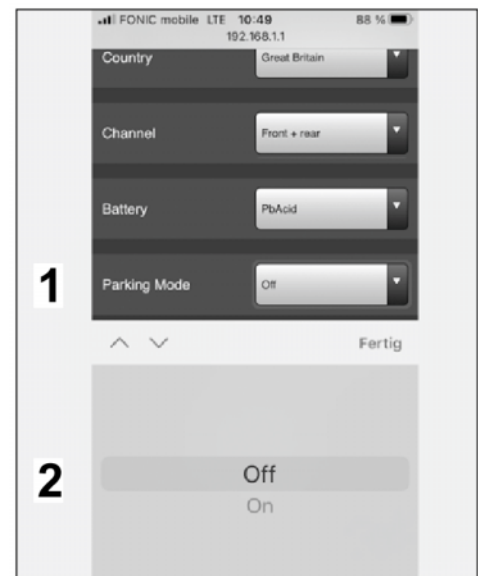 FONIC mobile LTE 10:49 88 %
192.168.1.1
Country Great Britain
Channel Front + rear
Battery PbAcid
1 Parking Mode Off
Fertig
2 Off
On